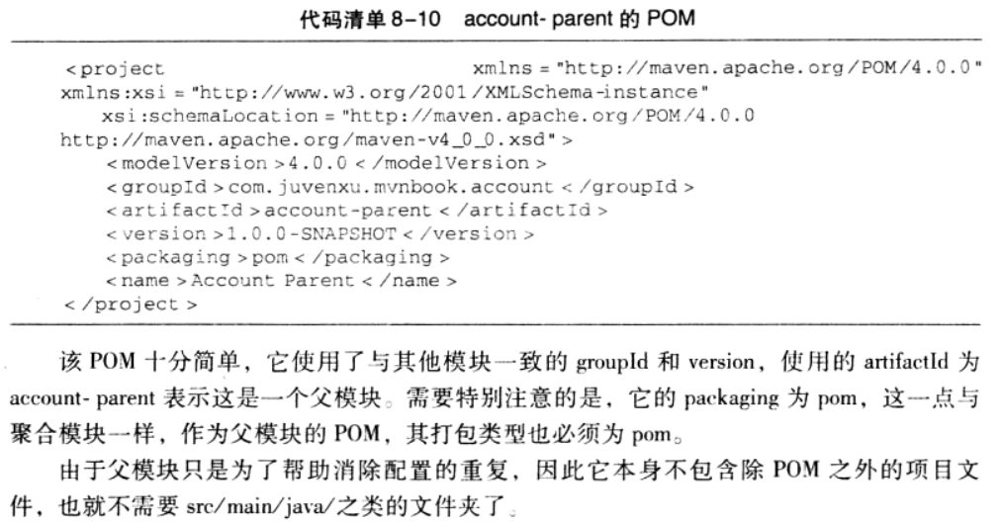 代码清单 8-10 account-parent 的 POM
<project xmlns="http://maven.apache.org/POM/4.0.0"
xmlns:xsi="http://www.w3.org/2001/XMLSchema-instance"
xsi:schemaLocation="http://maven.apache.org/POM/4.0.0
http://maven.apache.org/maven-v4_0_0.xsd">
<modelVersion>4.0.0</modelVersion>
<groupId>com.juvenxu.mvnbook.account</groupId>
<artifactId>account-parent</artifactId>
<version>1.0.0-SNAPSHOT</version>
<packaging>pom</packaging>
<name>Account Parent</name>
</project>
该 POM 十分简单，它使用了与其他模块一致的 groupId 和 version，使用的 artifactId 为
account-parent 表示这是一个父模块。需要特别注意的是，它的 packaging 为 pom，这一点与
聚合模块一样，作为父模块的 POM，其打包类型也必须为 pom。
由于父模块只是为了帮助消除配置的重复，因此它本身不包含除 POM 之外的项目文
件，也就不需要 src/main/java/之类的文件夹了。